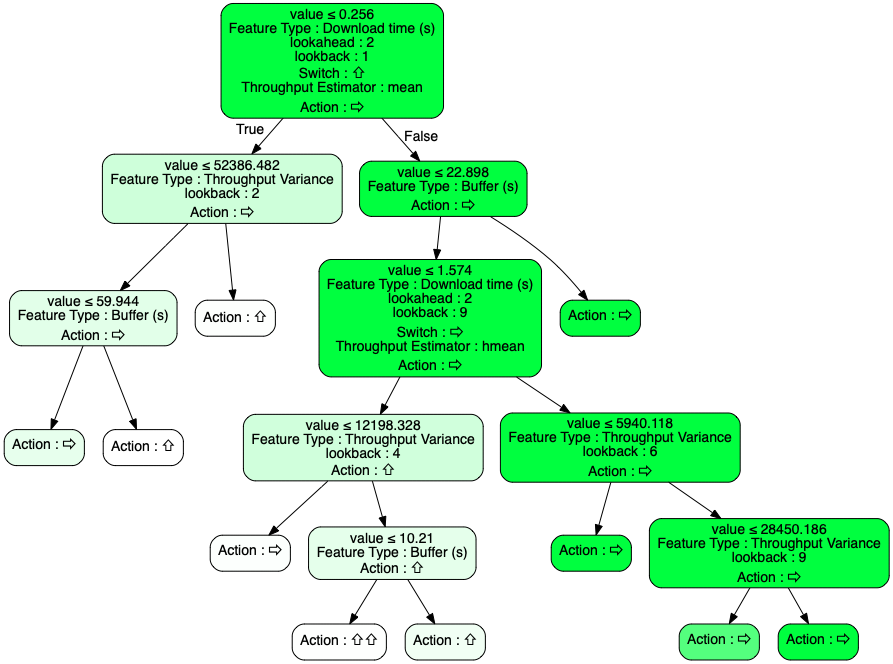 value ≤ 0.256
Feature Type : Download time (s)
lookahead : 2
lookback : 1
Switch : ⇧
Throughput Estimator : mean
Action : ⇨
True
False
value ≤ 52386.482
Feature Type : Throughput Variance
lookback : 2
Action : ⇨
value ≤ 22.898
Feature Type : Buffer (s)
Action : ⇨
value ≤ 59.944
Feature Type : Buffer (s)
Action : ⇨
Action : ⇧
value ≤ 1.574
Feature Type : Download time (s)
lookahead : 2
lookback : 9
Switch : ⇨
Throughput Estimator : hmean
Action : ⇨
Action : ⇨
Action : ⇨
Action : ⇧
value ≤ 12198.328
Feature Type : Throughput Variance
lookback : 4
Action : ⇧
value ≤ 5940.118
Feature Type : Throughput Variance
lookback : 6
Action : ⇨
Action : ⇨
value ≤ 10.21
Feature Type : Buffer (s)
Action : ⇧
Action : ⇨
value ≤ 28450.186
Feature Type : Throughput Variance
lookback : 9
Action : ⇨
Action : ⇧⇧
Action : ⇧
Action : ⇨
Action : ⇨